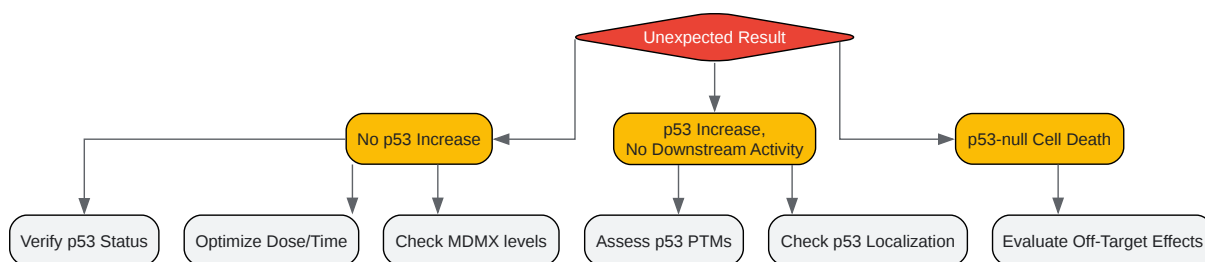 Unexpected Result
No p53 Increase
p53 Increase,
No Downstream Activity
p53-null Cell Death
Verify p53 Status
Optimize Dose/Time
Check MDMX levels
Assess p53 PTMs
Check p53 Localization
Evaluate Off-Target Effects